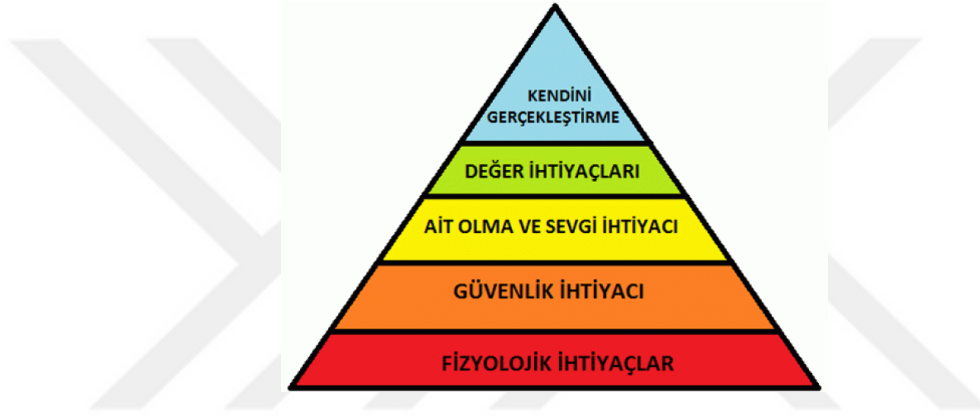 KENDİNİ
GERÇEKLEŞTİRME
DEĞER İHTİYAÇLARI
AİT OLMA VE SEVGİ İHTİYACI
GÜVENLİK İHTİYACI
FİZYOLOJİK İHTİYAÇLAR